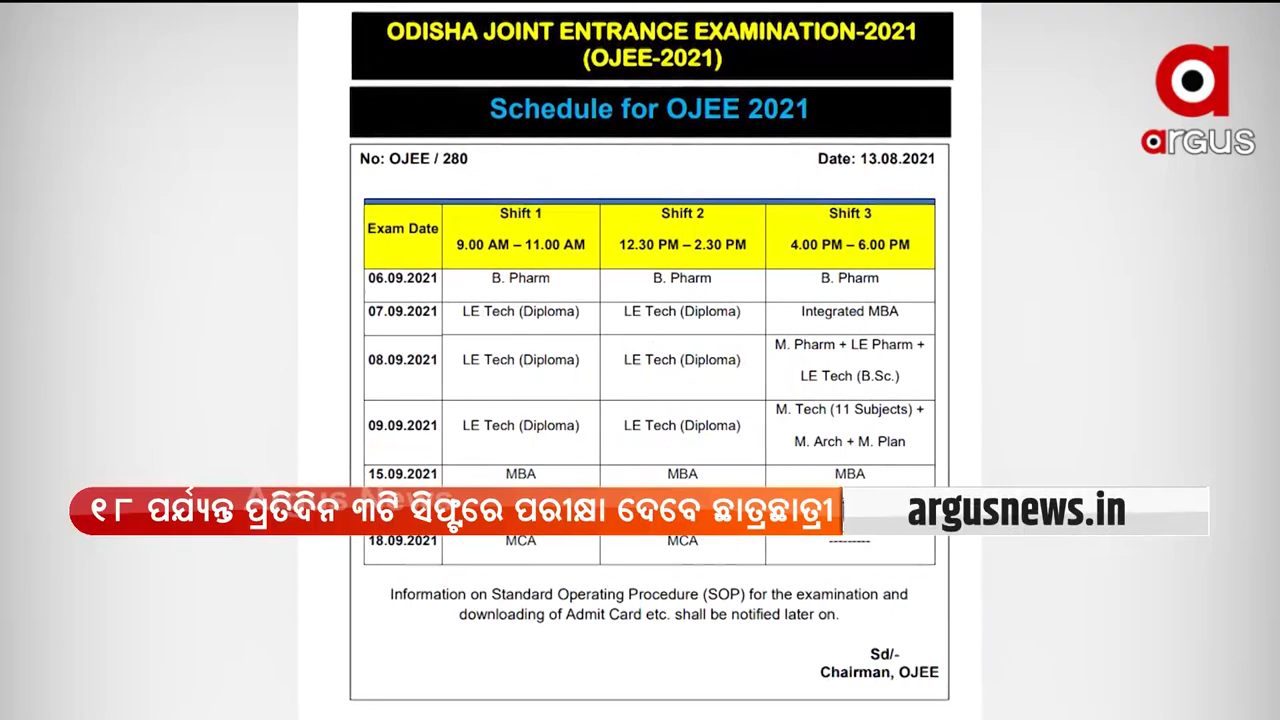 ODISHA JOINT ENTRANCE EXAMINATION-2021
(OJEE-2021)
argus
Schedule for OJEE 2021
No: OJEE / 280 Date: 13.08.2021
Exam Date Shift 1 Shift 2 Shift 3
9.00 AM – 11.00 AM 12.30 PM – 2.30 PM 4.00 PM – 6.00 PM
06.09.2021 B. Pharm B. Pharm B. Pharm
07.09.2021 LE Tech (Diploma) LE Tech (Diploma) Integrated MBA
08.09.2021 LE Tech (Diploma) LE Tech (Diploma) M. Pharm + LE Pharm +
LE Tech (B.Sc.)
09.09.2021 LE Tech (Diploma) LE Tech (Diploma) M. Tech (11 Subjects) +
M. Arch + M. Plan
15.09.2021 MBA MBA MBA
Argus News
୧୮ ପର୍ଯ୍ୟନ୍ତ ପ୍ରତିଦିନ ୩ଟି ସିଫ୍ଟରେ ପରୀକ୍ଷା ଦେବେ ଛାତ୍ରଛାତ୍ରୀ argusnews.in
18.09.2021 MCA MCA ---------
Information on Standard Operating Procedure (SOP) for the examination and
downloading of Admit Card etc. shall be notified later on.
Sd/-
Chairman, OJEE